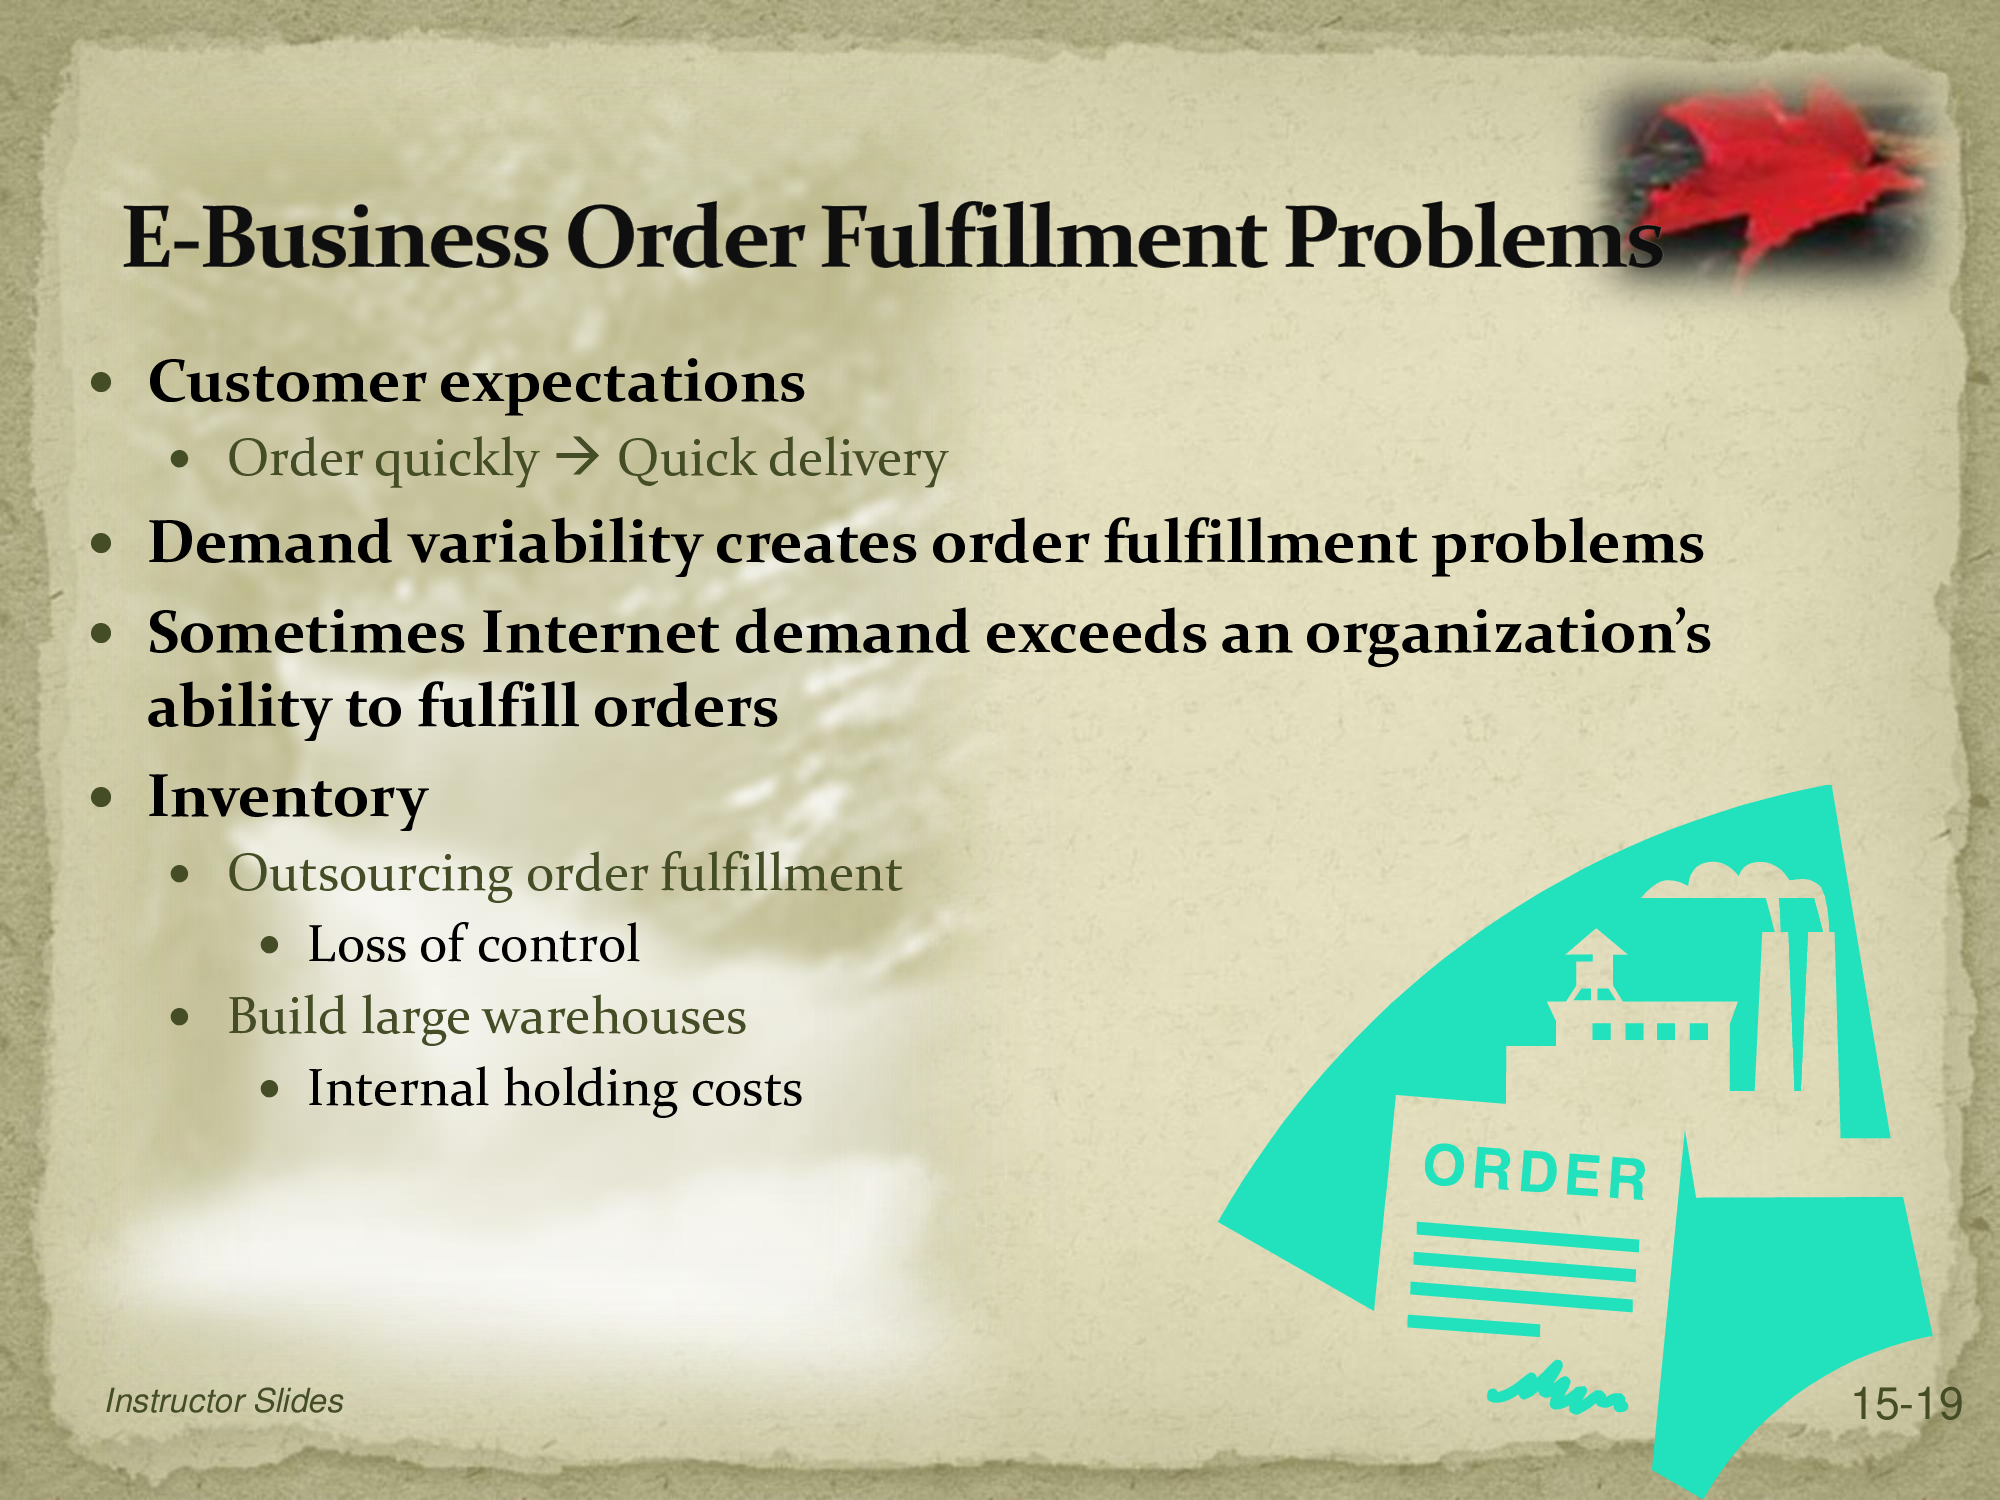 E-Business Order Fulfillment Problems
• Customer expectations
• Order quickly → Quick delivery
• Demand variability creates order fulfillment problems
• Sometimes Internet demand exceeds an organization’s
ability to fulfill orders
• Inventory
• Outsourcing order fulfillment
• Loss of control
• Build large warehouses
• Internal holding costs
ORDER
Instructor Slides
15-19